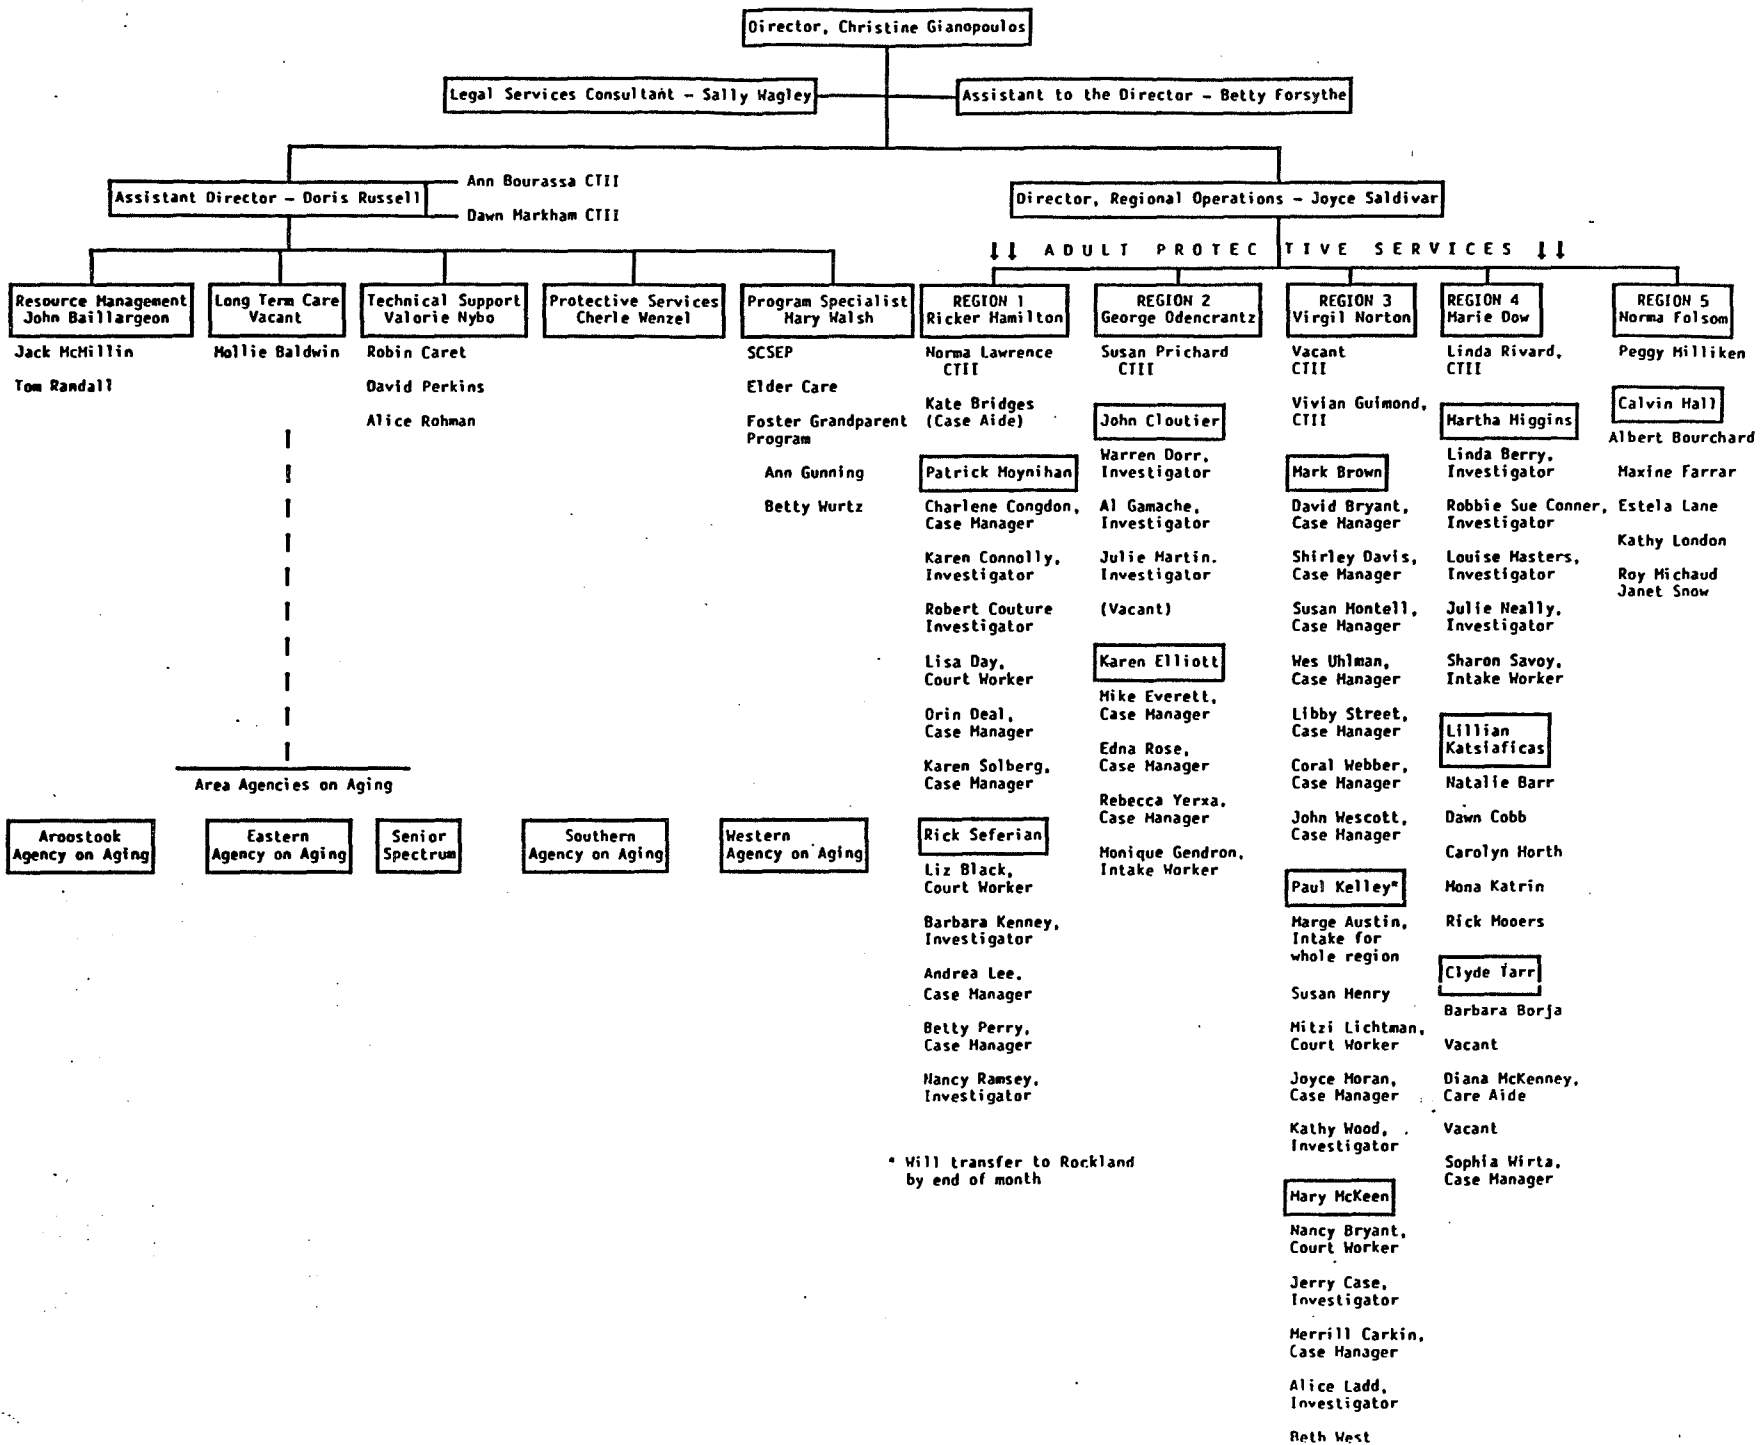 Director, Christine Gianopoulos
Legal Services Consultant – Sally Wagley
Assistant to the Director – Betty Forsythe
Assistant Director – Doris Russell
Ann Bourassa CTII
Dawn Markham CTII
Director, Regional Operations – Joyce Saldivar
ADULT PROTECTIVE SERVICES
Resource Management
John Baillargeon
Jack McMillin
Tom Randall
Long Term Care
Vacant
Mollie Baldwin
Technical Support
Valorie Nybo
Robin Caret
David Perkins
Alice Rohman
Protective Services
Cherle Wenzel
Program Specialist
Mary Walsh
SCSEP
Elder Care
Foster Grandparent
Program
Ann Gunning
Betty Wurtz
Area Agencies on Aging
Aroostook
Agency on Aging
Eastern
Agency on Aging
Senior
Spectrum
Southern
Agency on Aging
Western
Agency on Aging
REGION 1
Ricker Hamilton
Norma Lawrence
CTII
Kate Bridges
(Case Aide)
Patrick Moynihan
Charlene Congdon,
Case Manager
Karen Connolly,
Investigator
Robert Couture
Investigator
Lisa Day,
Court Worker
Orin Deal,
Case Manager
Karen Solberg,
Case Manager
Rick Seferian
Liz Black,
Court Worker
Barbara Kenney,
Investigator
Andrea Lee,
Case Manager
Betty Perry,
Case Manager
Nancy Ramsey,
Investigator
* Will transfer to Rockland
by end of month
REGION 2
George Odencrantz
Susan Prichard
CTII
John Cloutier
Warren Dorr,
Investigator
Al Gamache,
Investigator
Julie Martin.
Investigator
(Vacant)
Karen Elliott
Mike Everett,
Case Manager
Edna Rose,
Case Manager
Rebecca Yerxa,
Case Manager
Monique Gendron,
Intake Worker
REGION 3
Virgil Norton
Vacant
CTII
Vivian Guimond,
CTII
Mark Brown
David Bryant,
Case Manager
Shirley Davis,
Case Manager
Susan Montell,
Case Manager
Wes Uhlman,
Case Manager
Libby Street,
Case Manager
Coral Webber,
Case Manager
John Wescott,
Case Manager
Paul Kelley*
Marge Austin,
Intake for
whole region
Susan Henry
Mitzi Lichtman,
Court Worker
Joyce Moran,
Case Manager
Kathy Wood,
Investigator
Mary McKeen
Nancy Bryant,
Court Worker
Jerry Case,
Investigator
Merrill Carkin,
Case Manager
Alice Ladd,
Investigator
Beth West
REGION 4
Marie Dow
Linda Rivard,
CTII
Martha Higgins
Linda Berry,
Investigator
Robbie Sue Conner,
Investigator
Louise Masters,
Investigator
Julie Neally,
Investigator
Sharon Savoy,
Intake Worker
Lillian
Katsiaficas
Natalie Barr
Dawn Cobb
Carolyn Horth
Mona Katrin
Rick Mooers
Clyde Tarr
Barbara Borja
Vacant
Diana McKenney,
Care Aide
Vacant
Sophia Wirta,
Case Manager
REGION 5
Norma Folsom
Peggy Milliken
Calvin Hall
Albert Bourchard
Maxine Farrar
Estela Lane
Kathy London
Roy Michaud
Janet Snow